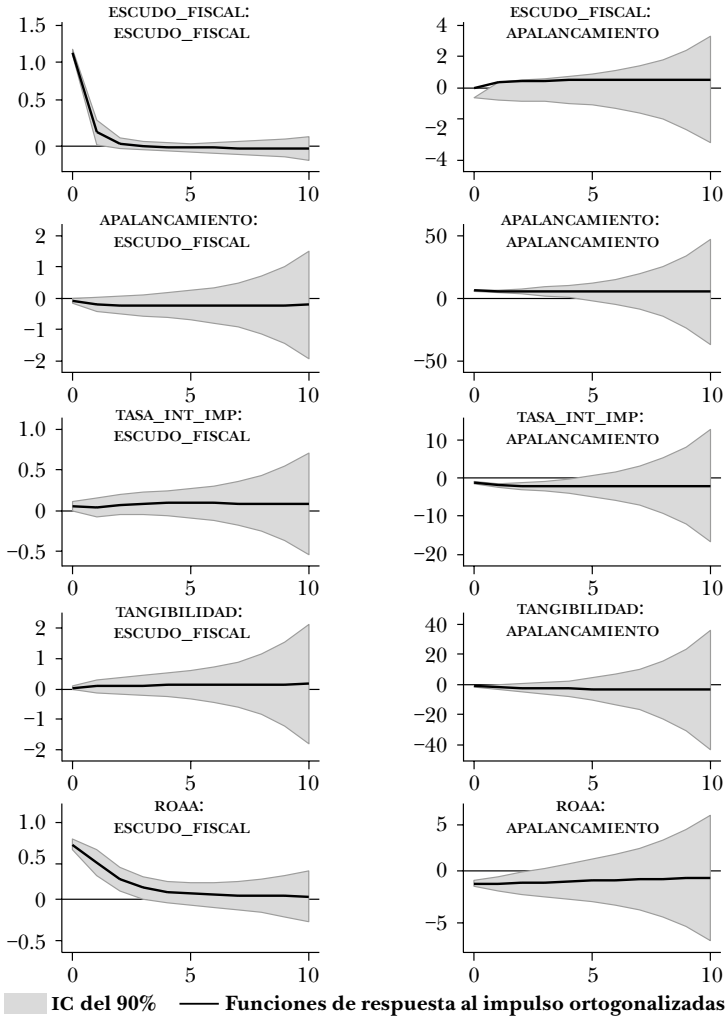 ESCUDO_FISCAL:
ESCUDO_FISCAL
1.5
1.0
0.5
0
0 5 10
ESCUDO_FISCAL:
APALANCAMIENTO
4
2
0
−2
−4
0 5 10
APALANCAMIENTO:
ESCUDO_FISCAL
2
1
0
−1
−2
0 5 10
APALANCAMIENTO:
APALANCAMIENTO
50
0
−50
0 5 10
TASA_INT_IMP:
ESCUDO_FISCAL
1.0
0.5
0
−0.5
0 5 10
TASA_INT_IMP:
APALANCAMIENTO
10
0
−10
−20
0 5 10
TANGIBILIDAD:
ESCUDO_FISCAL
2
1
0
−1
−2
0 5 10
TANGIBILIDAD:
APALANCAMIENTO
40
20
0
−20
−40
0 5 10
ROAA:
ESCUDO_FISCAL
1.0
0.5
0
−0.5
0 5 10
ROAA:
APALANCAMIENTO
5
0
−5
0 5 10
IC del 90% Funciones de respuesta al impulso ortogonalizadas